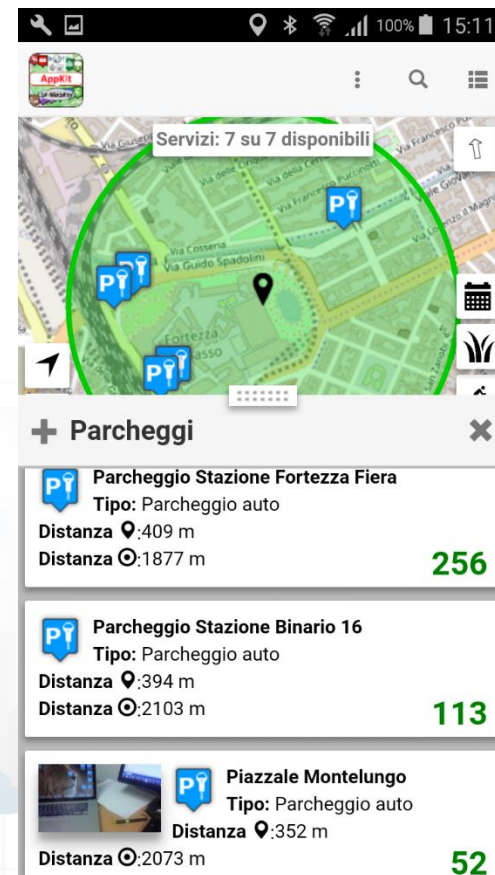 100% 15:11
AppKit
Servizi: 7 su 7 disponibili
Via Francesco Puccinotti
Via Cosseria
Via Guido Spadolini
Fortezza
+ Parcheggi
Parcheggio Stazione Fortezza Fiera
Tipo: Parcheggio auto
Distanza :409 m
Distanza :1877 m
256
Parcheggio Stazione Binario 16
Tipo: Parcheggio auto
Distanza :394 m
Distanza :2103 m
113
Piazzale Montelungo
Tipo: Parcheggio auto
Distanza :352 m
Distanza :2073 m
52